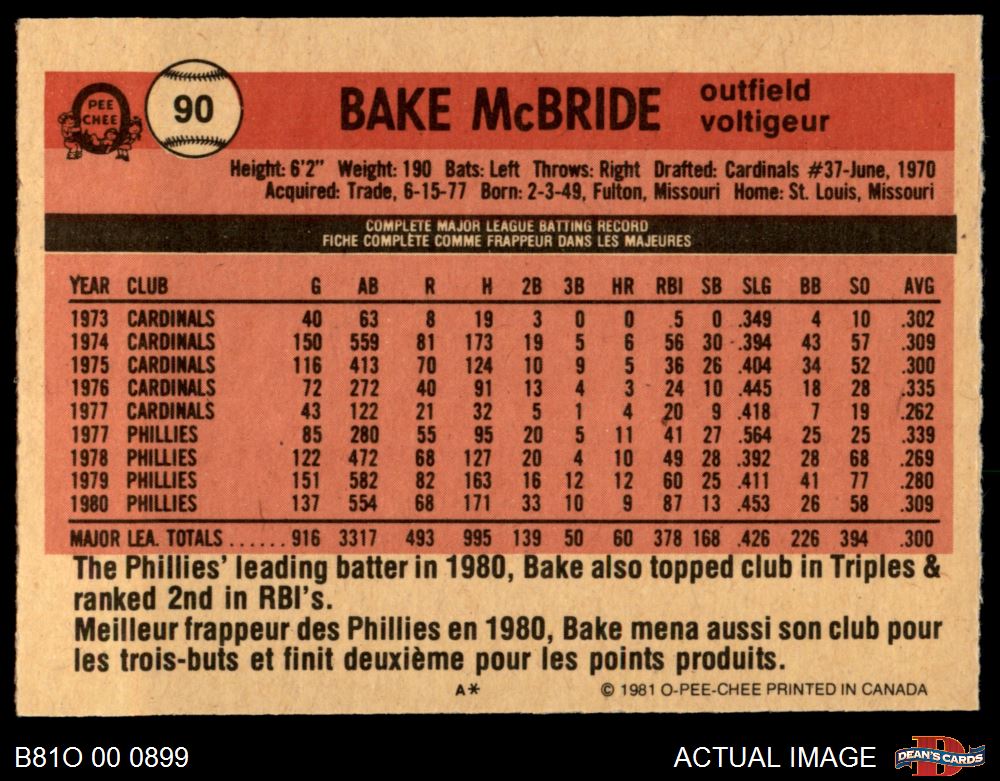 PEE CHEE 90 BAKE McBRIDE outfield
voltigeur
Height: 6'2" Weight: 190 Bats: Left Throws: Right Drafted: Cardinals #37-June, 1970
Acquired: Trade, 6-15-77 Born: 2-3-49, Fulton, Missouri Home: St. Louis, Missouri
COMPLETE MAJOR LEAGUE BATTING RECORD
FICHE COMPLÈTE COMME FRAPPEUR DANS LES MAJEURES
YEAR CLUB G AB R H 2B 3B HR RBI SB SLG BB SO AVG
1973 CARDINALS 40 63 8 19 3 0 0 5 0 .349 4 10 .302
1974 CARDINALS 150 559 81 173 19 5 6 56 30 .394 43 57 .309
1975 CARDINALS 116 413 70 124 10 9 5 36 26 .404 34 52 .300
1976 CARDINALS 72 272 40 91 13 4 3 24 10 .445 18 28 .335
1977 CARDINALS 43 122 21 32 5 1 4 20 9 .418 7 19 .262
1977 PHILLIES 85 280 55 95 20 5 11 41 27 .564 25 25 .339
1978 PHILLIES 122 472 68 127 20 4 10 49 28 .392 28 68 .269
1979 PHILLIES 151 582 82 163 16 12 12 60 25 .411 41 77 .280
1980 PHILLIES 137 554 68 171 33 10 9 87 13 .453 26 58 .309
MAJOR LEA. TOTALS ...... 916 3317 493 995 139 50 60 378 168 .426 226 394 .300
The Phillies' leading batter in 1980, Bake also topped club in Triples &
ranked 2nd in RBI's.
Meilleur frappeur des Phillies en 1980, Bake mena aussi son club pour
les trois-buts et finit deuxième pour les points produits.
A* © 1981 O-PEE-CHEE PRINTED IN CANADA
B81O 00 0899 ACTUAL IMAGE DEAN'S CARDS